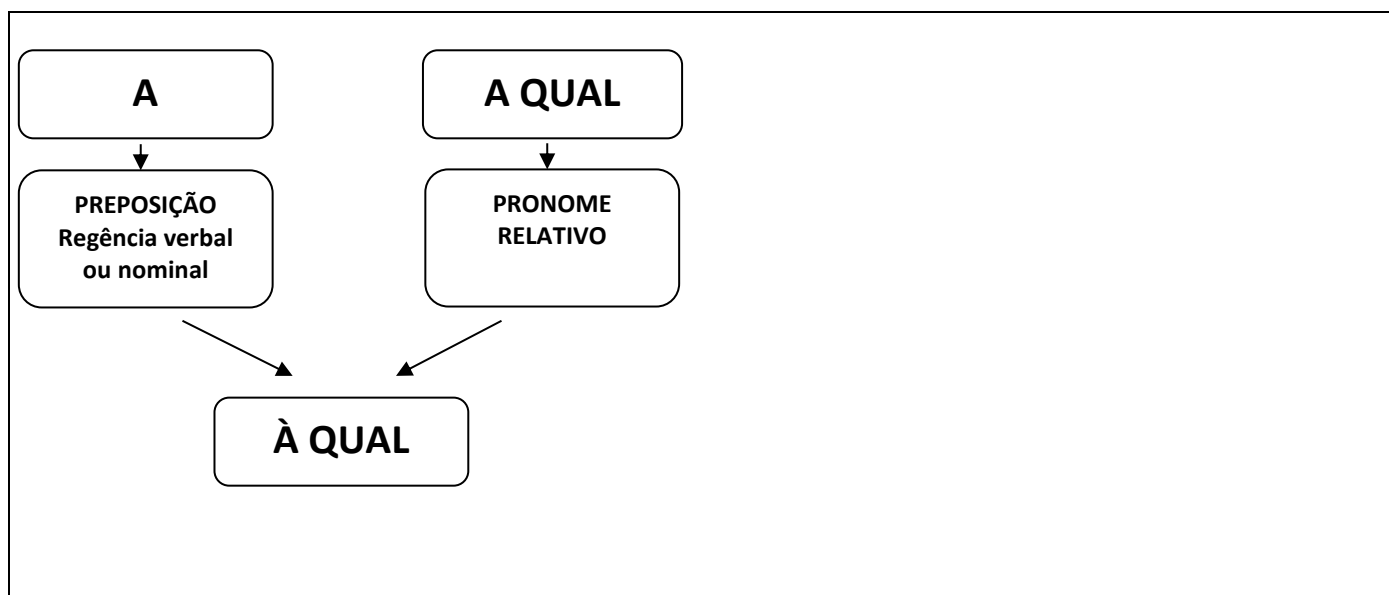 A
A QUAL
PREPOSIÇÃO
Regência verbal
ou nominal
PRONOME
RELATIVO
À QUAL